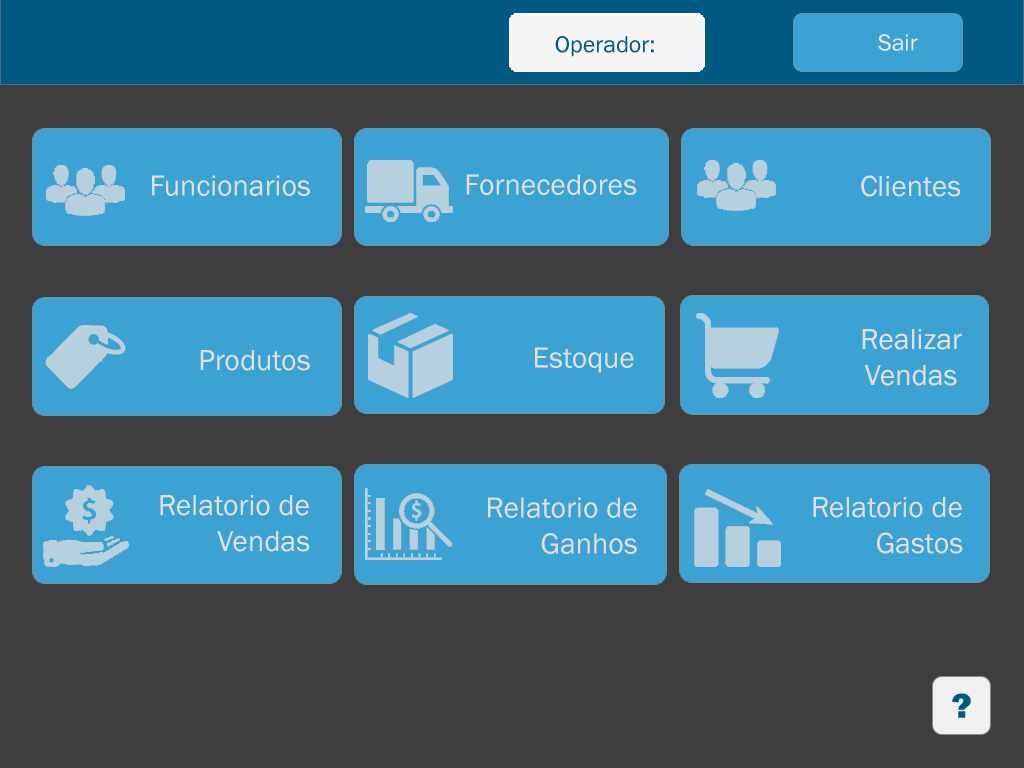 Operador:
Sair
Funcionarios
Fornecedores
Clientes
Produtos
Estoque
Realizar
Vendas
$
Relatorio de
Vendas
$
Relatorio de
Ganhos
Relatorio de
Gastos
?